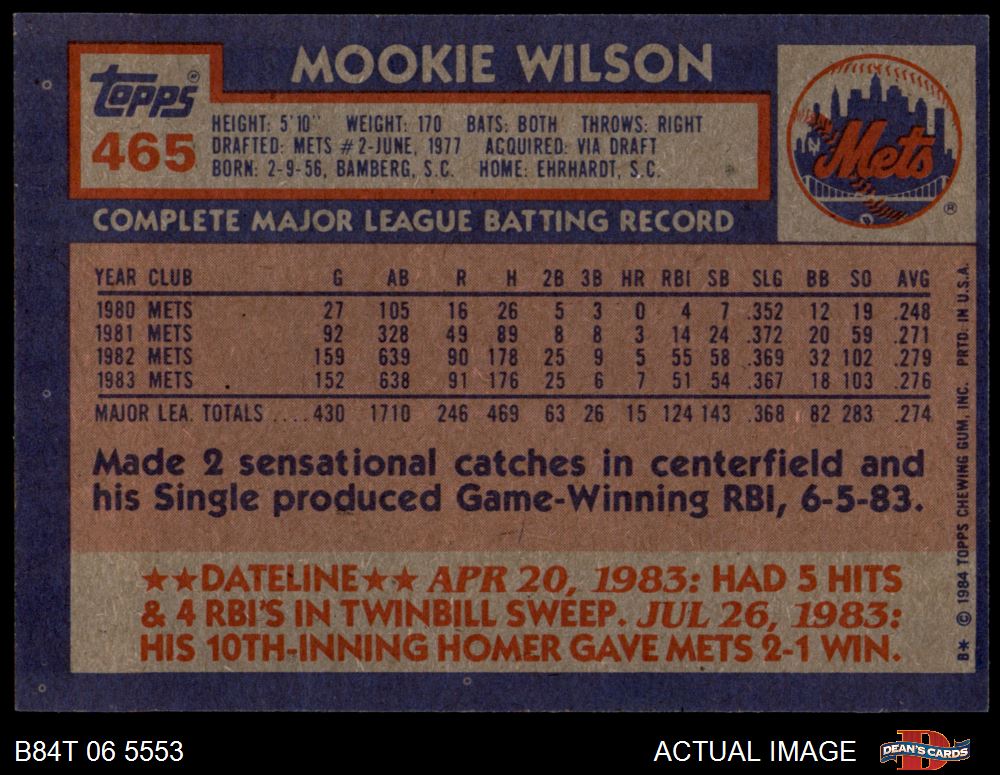 MOOKIE WILSON
Topps®
465
HEIGHT: 5'10" WEIGHT: 170 BATS: BOTH THROWS: RIGHT
DRAFTED: METS #2-JUNE, 1977 ACQUIRED: VIA DRAFT
BORN: 2-9-56, BAMBERG, S.C. HOME: EHRHARDT, S.C.
Mets
®
COMPLETE MAJOR LEAGUE BATTING RECORD
YEAR CLUB G AB R H 2B 3B HR RBI SB SLG BB SO AVG
1980 METS 27 105 16 26 5 3 0 4 7 .352 12 19 .248
1981 METS 92 328 49 89 8 8 3 14 24 .372 20 59 .271
1982 METS 159 639 90 178 25 9 5 55 58 .369 32 102 .279
1983 METS 152 638 91 176 25 6 7 51 54 .367 18 103 .276
MAJOR LEA. TOTALS .... 430 1710 246 469 63 26 15 124 143 .368 82 283 .274
Made 2 sensational catches in centerfield and
his Single produced Game-Winning RBI, 6-5-83.
★★DATELINE★★ APR 20, 1983: HAD 5 HITS
& 4 RBI'S IN TWINBILL SWEEP. JUL 26, 1983:
HIS 10TH-INNING HOMER GAVE METS 2-1 WIN.
B* © 1984 TOPPS CHEWING GUM, INC. PRTD. IN U.S.A.
B84T 06 5553
ACTUAL IMAGE
DEAN'S CARDS